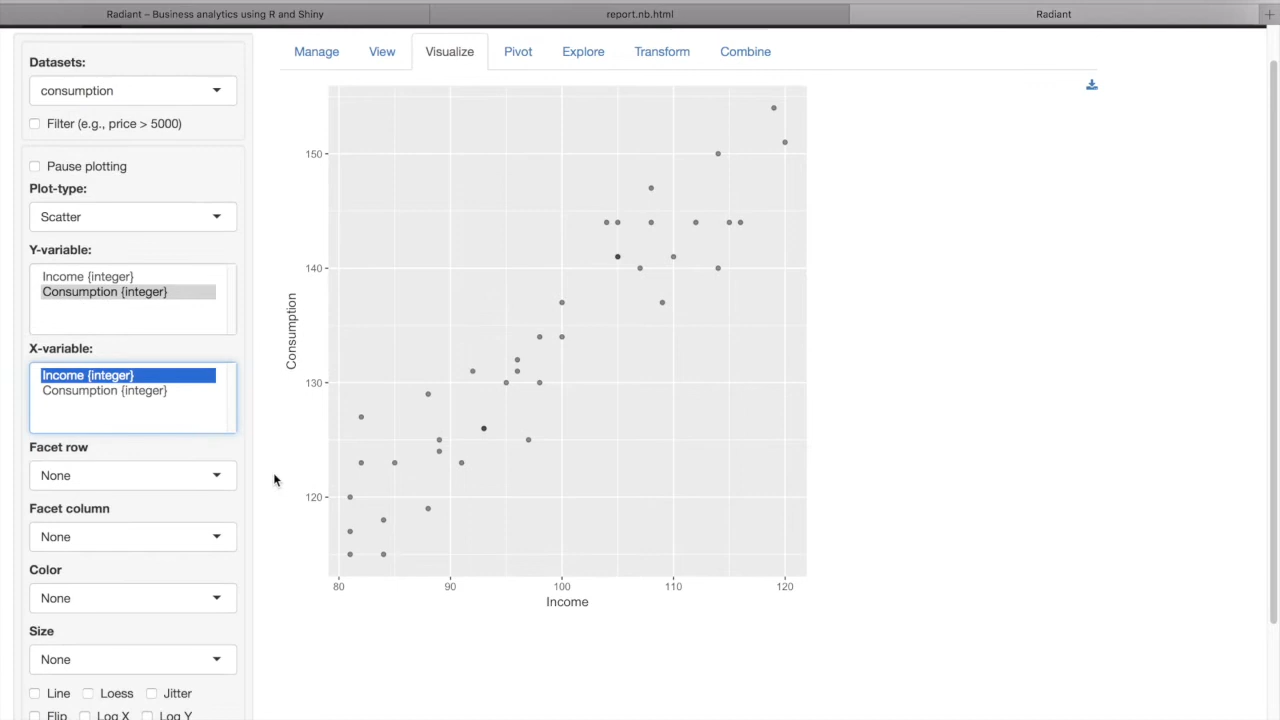 Radiant – Business analytics using R and Shiny
report.nb.html
Radiant
Datasets:
consumption
Filter (e.g., price > 5000)
Pause plotting
Plot-type:
Scatter
Y-variable:
Income {integer}
Consumption {integer}
X-variable:
Income {integer}
Consumption {integer}
Facet row
None
Facet column
None
Color
None
Size
None
Line Loess Jitter
Flip Log X Log Y
Manage View Visualize Pivot Explore Transform Combine
Consumption
150
140
130
120
80 90 100 110 120
Income